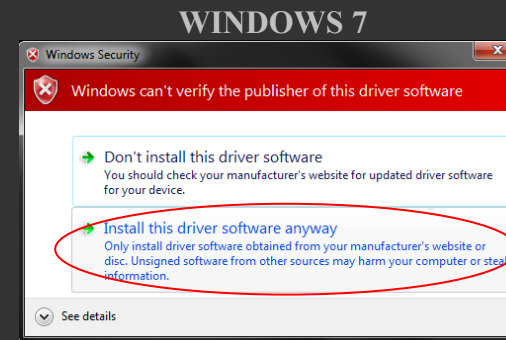 WINDOWS 7
Windows Security
Windows can't verify the publisher of this driver software
Don't install this driver software
You should check your manufacturer's website for updated driver software
for your device.
Install this driver software anyway
Only install driver software obtained from your manufacturer's website or
disc. Unsigned software from other sources may harm your computer or steal
information.
See details